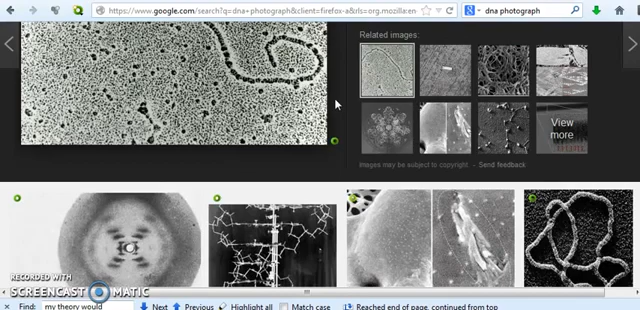 https://www.google.com/search?q=dna+photograph&client=firefox-a&rls=org.mozilla:en-
dna photograph
Related images:
View
more
Images may be subject to copyright - Send feedback
RECORDED WITH
SCREENCAST MATIC
Find: my theory would Next Previous Highlight all Match case Reached end of page, continued from top